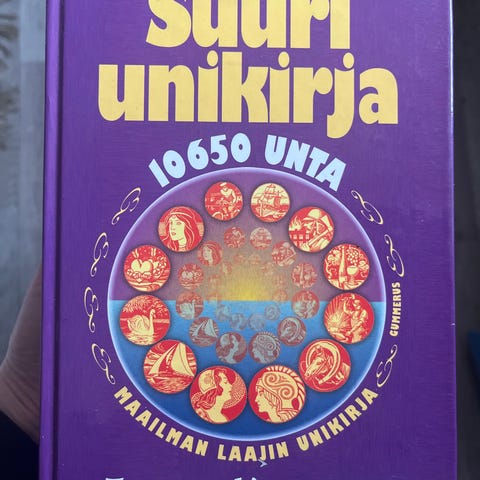 Suuri
unikirja
10650 UNTA
GUMMERUS
MAAILMAN LAAJIN UNIKIRJA